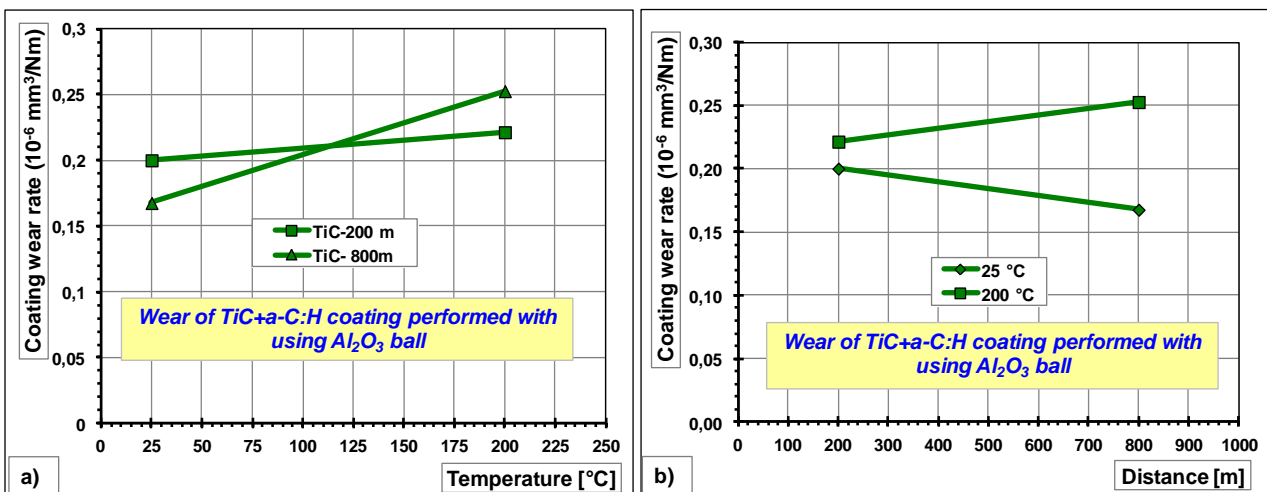 Coating wear rate (10⁻⁶ mm³/Nm)
0,3
0,25
0,2
0,15
0,1
0,05
0
0 25 50 75 100 125 150 175 200 225 250
TiC-200 m
TiC- 800m
Wear of TiC+a-C:H coating performed with
using Al₂O₃ ball
a)
Temperature [°C]
Coating wear rate (10⁻⁶ mm³/Nm)
0,30
0,25
0,20
0,15
0,10
0,05
0,00
0 100 200 300 400 500 600 700 800 900 1000
25 °C
200 °C
Wear of TiC+a-C:H coating performed with
using Al₂O₃ ball
b)
Distance [m]